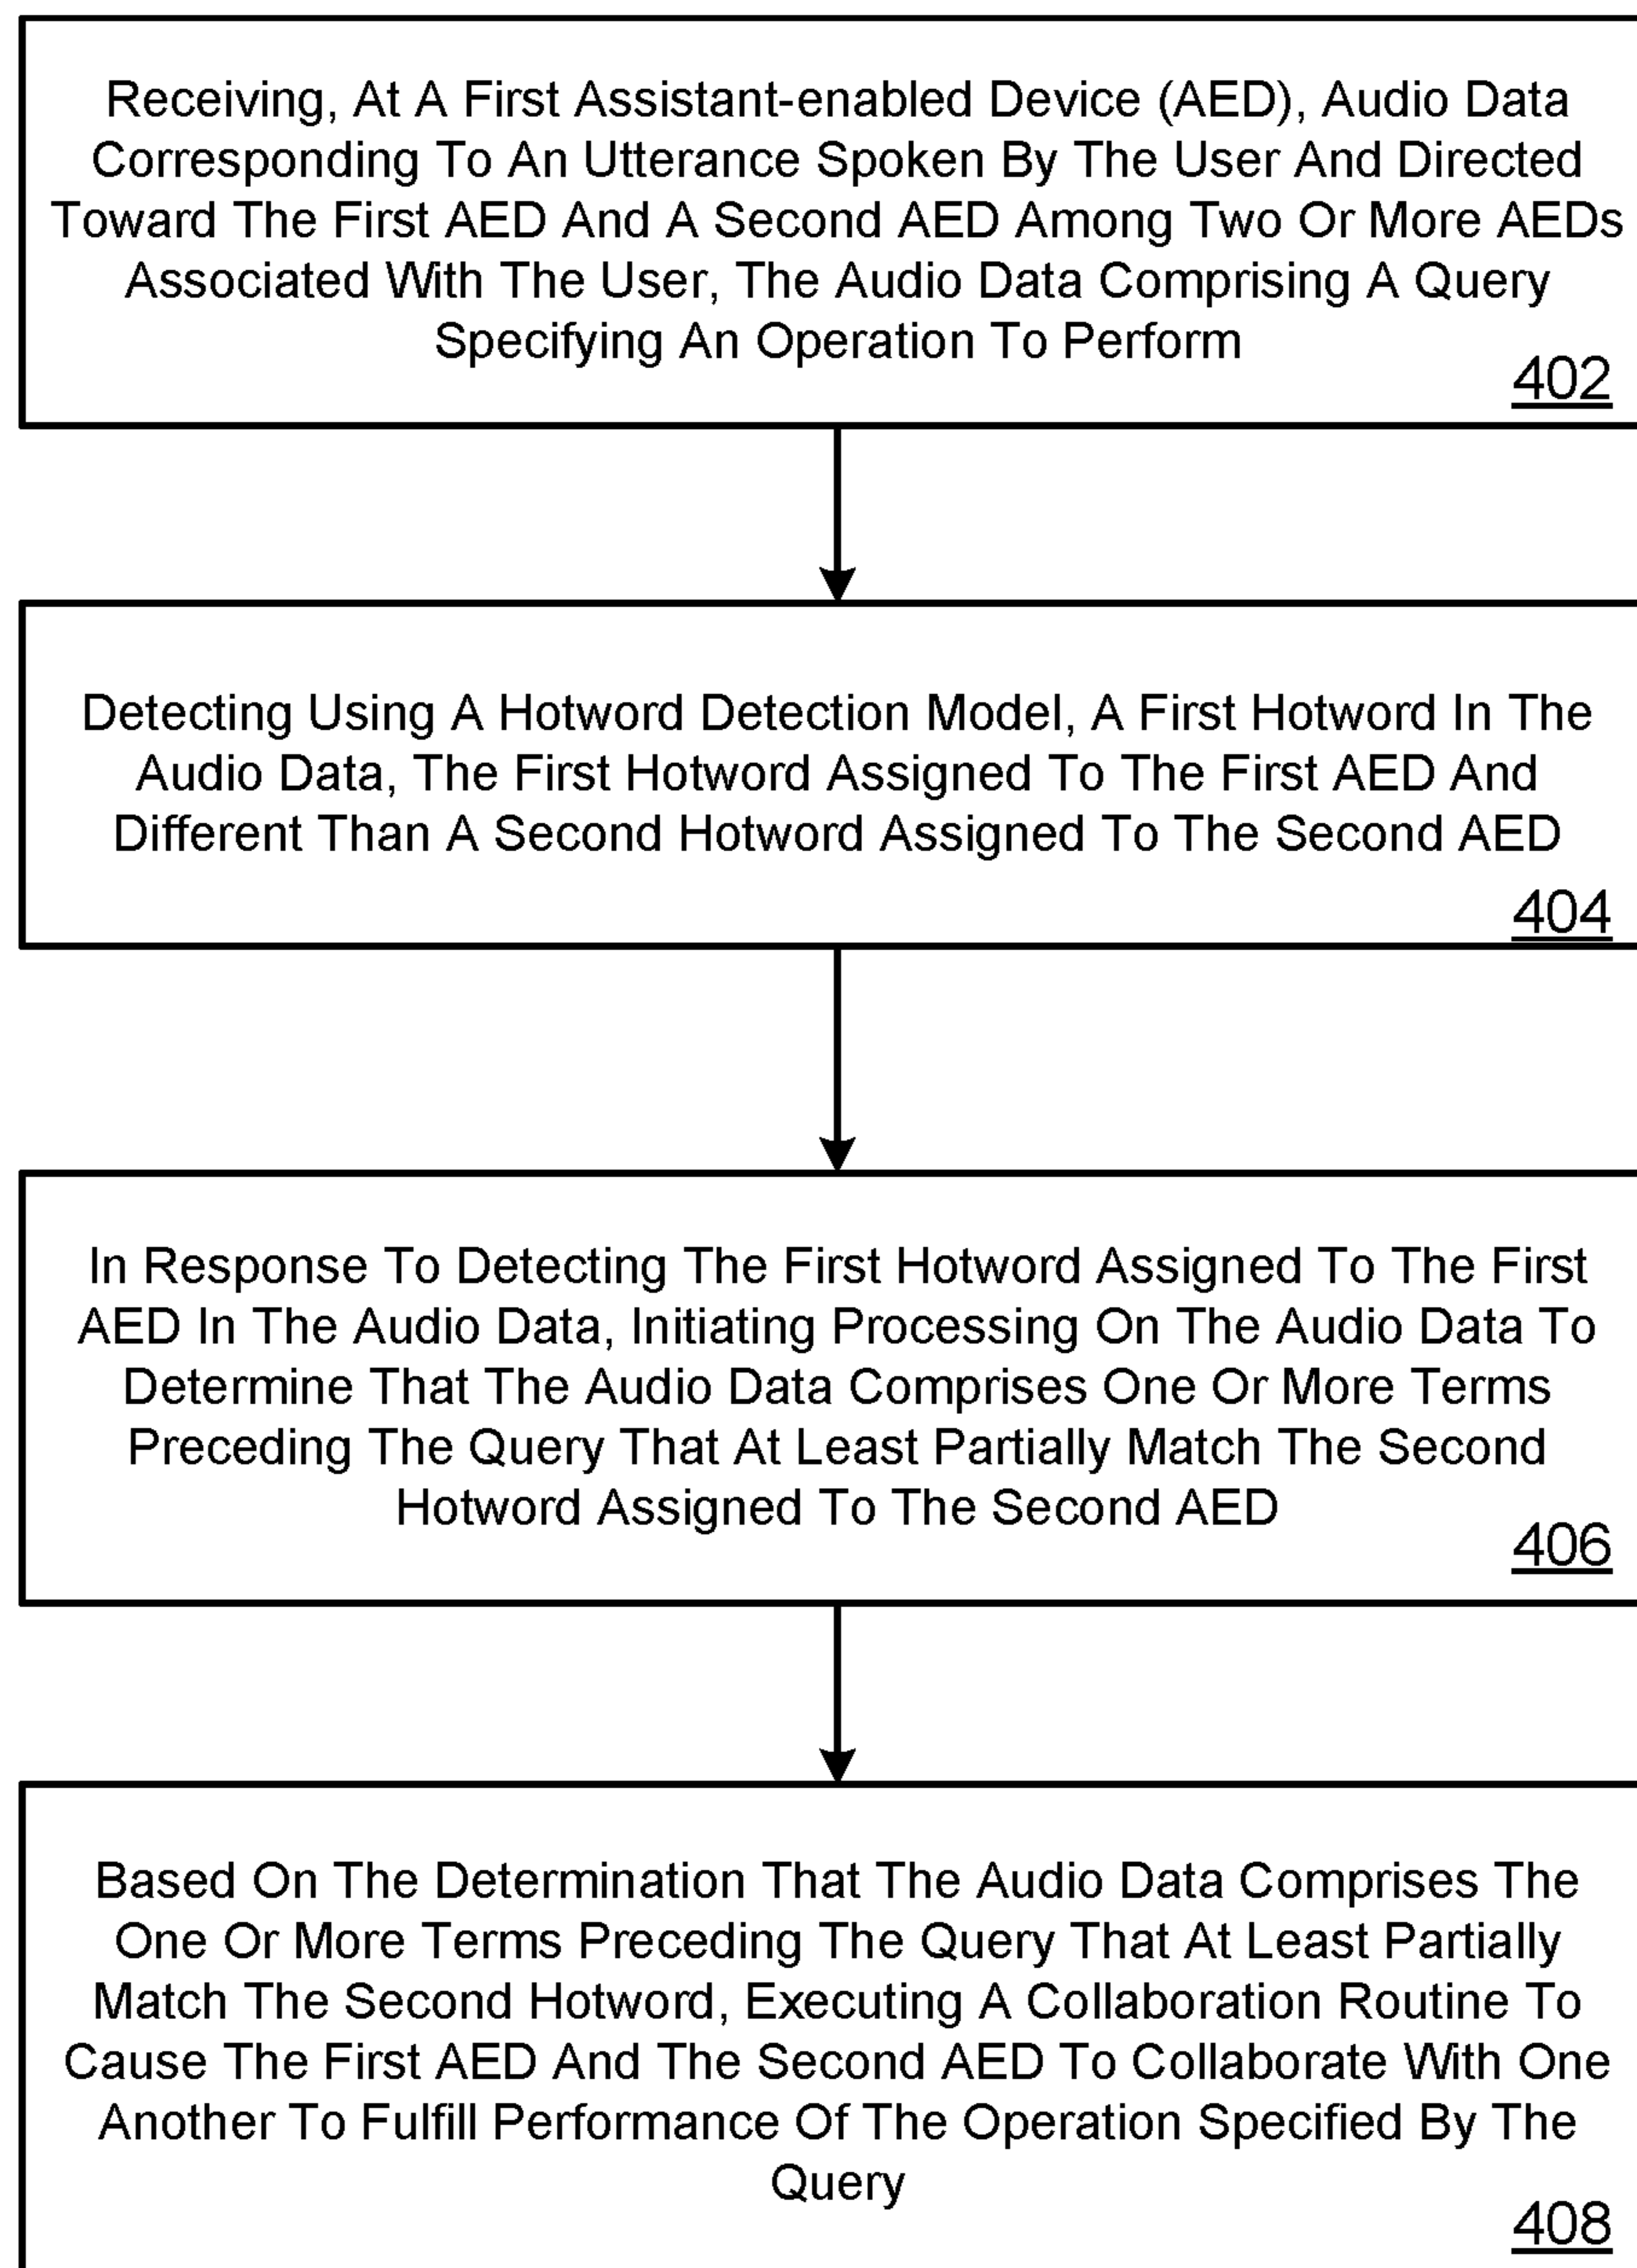 Receiving, At A First Assistant-enabled Device (AED), Audio Data
Corresponding To An Utterance Spoken By The User And Directed
Toward The First AED And A Second AED Among Two Or More AEDs
Associated With The User, The Audio Data Comprising A Query
Specifying An Operation To Perform
402
Detecting Using A Hotword Detection Model, A First Hotword In The
Audio Data, The First Hotword Assigned To The First AED And
Different Than A Second Hotword Assigned To The Second AED
404
In Response To Detecting The First Hotword Assigned To The First
AED In The Audio Data, Initiating Processing On The Audio Data To
Determine That The Audio Data Comprises One Or More Terms
Preceding The Query That At Least Partially Match The Second
Hotword Assigned To The Second AED
406
Based On The Determination That The Audio Data Comprises The
One Or More Terms Preceding The Query That At Least Partially
Match The Second Hotword, Executing A Collaboration Routine To
Cause The First AED And The Second AED To Collaborate With One
Another To Fulfill Performance Of The Operation Specified By The
Query
408